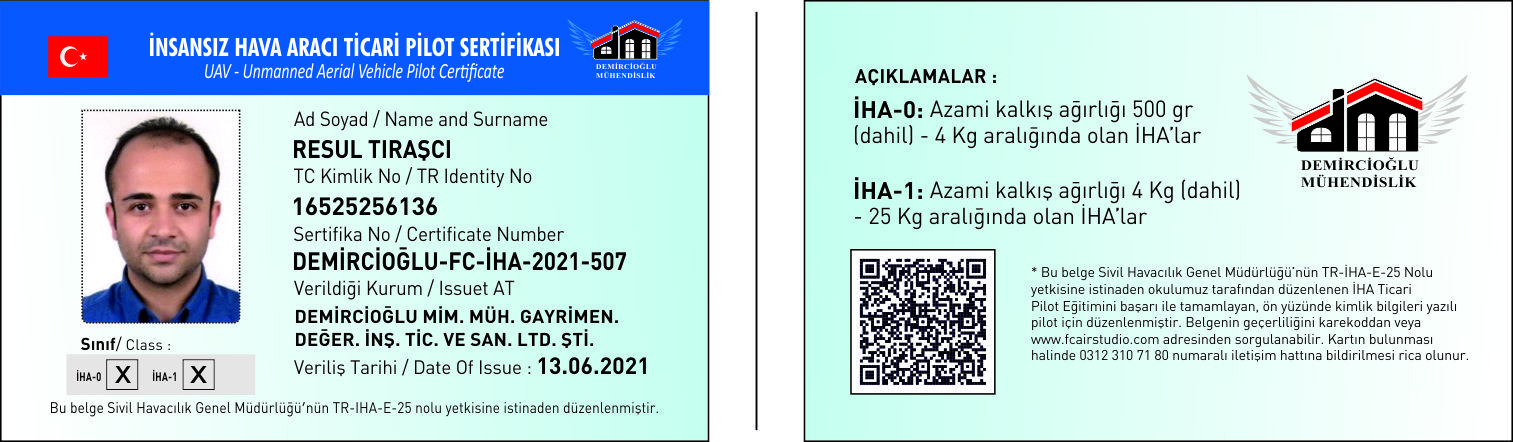 İNSANSIZ HAVA ARACI TİCARİ PİLOT SERTİFİKASI
UAV - Unmanned Aerial Vehicle Pilot Certificate
DEMİRCİOĞLU
MÜHENDİSLİK
Ad Soyad / Name and Surname
RESUL TIRAŞCI
TC Kimlik No / TR Identity No
16525256136
Sertifika No / Certificate Number
DEMİRCİOĞLU-FC-İHA-2021-507
Verildiği Kurum / Issuet AT
DEMİRCİOĞLU MİM. MÜH. GAYRİMEN.
DEĞER. İNŞ. TİC. VE SAN. LTD. ŞTİ.
Veriliş Tarihi / Date Of Issue : 13.06.2021
Sınıf/ Class :
İHA-0 X İHA-1 X
Bu belge Sivil Havacılık Genel Müdürlüğü'nün TR-IHA-E-25 nolu yetkisine istinaden düzenlenmiştir.
AÇIKLAMALAR :
İHA-0: Azami kalkış ağırlığı 500 gr
(dahil) - 4 Kg aralığında olan İHA'lar
İHA-1: Azami kalkış ağırlığı 4 Kg (dahil)
- 25 Kg aralığında olan İHA'lar
DEMİRCİOĞLU
MÜHENDİSLİK
* Bu belge Sivil Havacılık Genel Müdürlüğü'nün TR-İHA-E-25 Nolu
yetkisine istinaden okulumuz tarafından düzenlenen İHA Ticari
Pilot Eğitimini başarı ile tamamlayan, ön yüzünde kimlik bilgileri yazılı
pilot için düzenlenmiştir. Belgenin geçerliliğini karekoddan veya
www.fcairstudio.com adresinden sorgulanabilir. Kartın bulunması
halinde 0312 310 71 80 numaralı iletişim hattına bildirilmesi rica olunur.